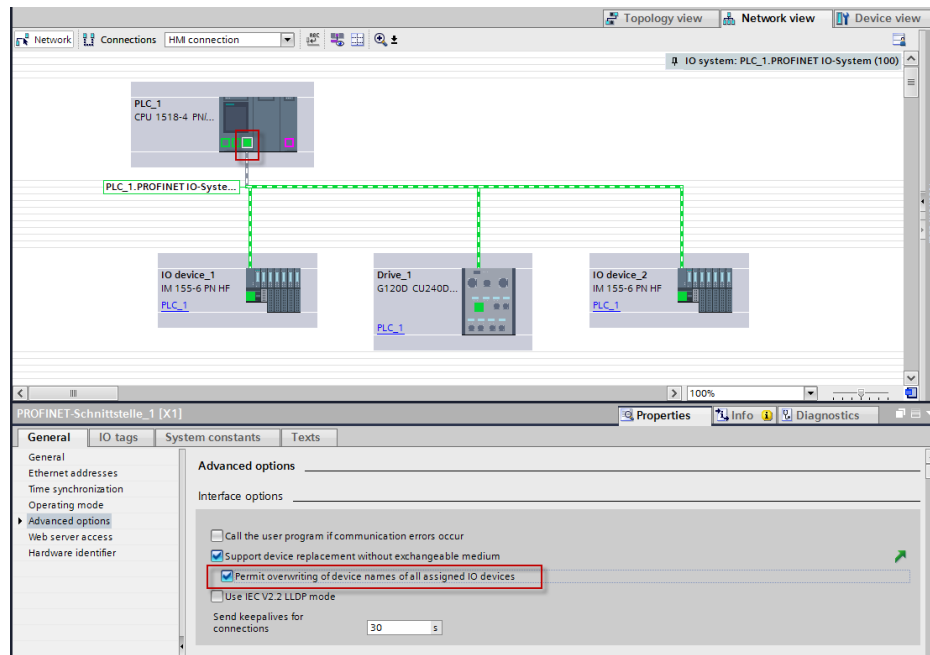 Topology view Network view Device view
Network Connections HMI connection
IO system: PLC_1.PROFINET IO-System (100)
PLC_1
CPU 1518-4 PN/...
PLC_1.PROFINET IO-Syste...
IO device_1
IM 155-6 PN HF
PLC_1
Drive_1
G120D CU240D...
PLC_1
IO device_2
IM 155-6 PN HF
PLC_1
100%
PROFINET-Schnittstelle_1 [X1]
Properties Info Diagnostics
General IO tags System constants Texts
General
Ethernet addresses
Time synchronization
Operating mode
Advanced options
Web server access
Hardware identifier
Advanced options
Interface options
Call the user program if communication errors occur
Support device replacement without exchangeable medium
Permit overwriting of device names of all assigned IO devices
Use IEC V2.2 LLDP mode
Send keepalives for
connections
30 s